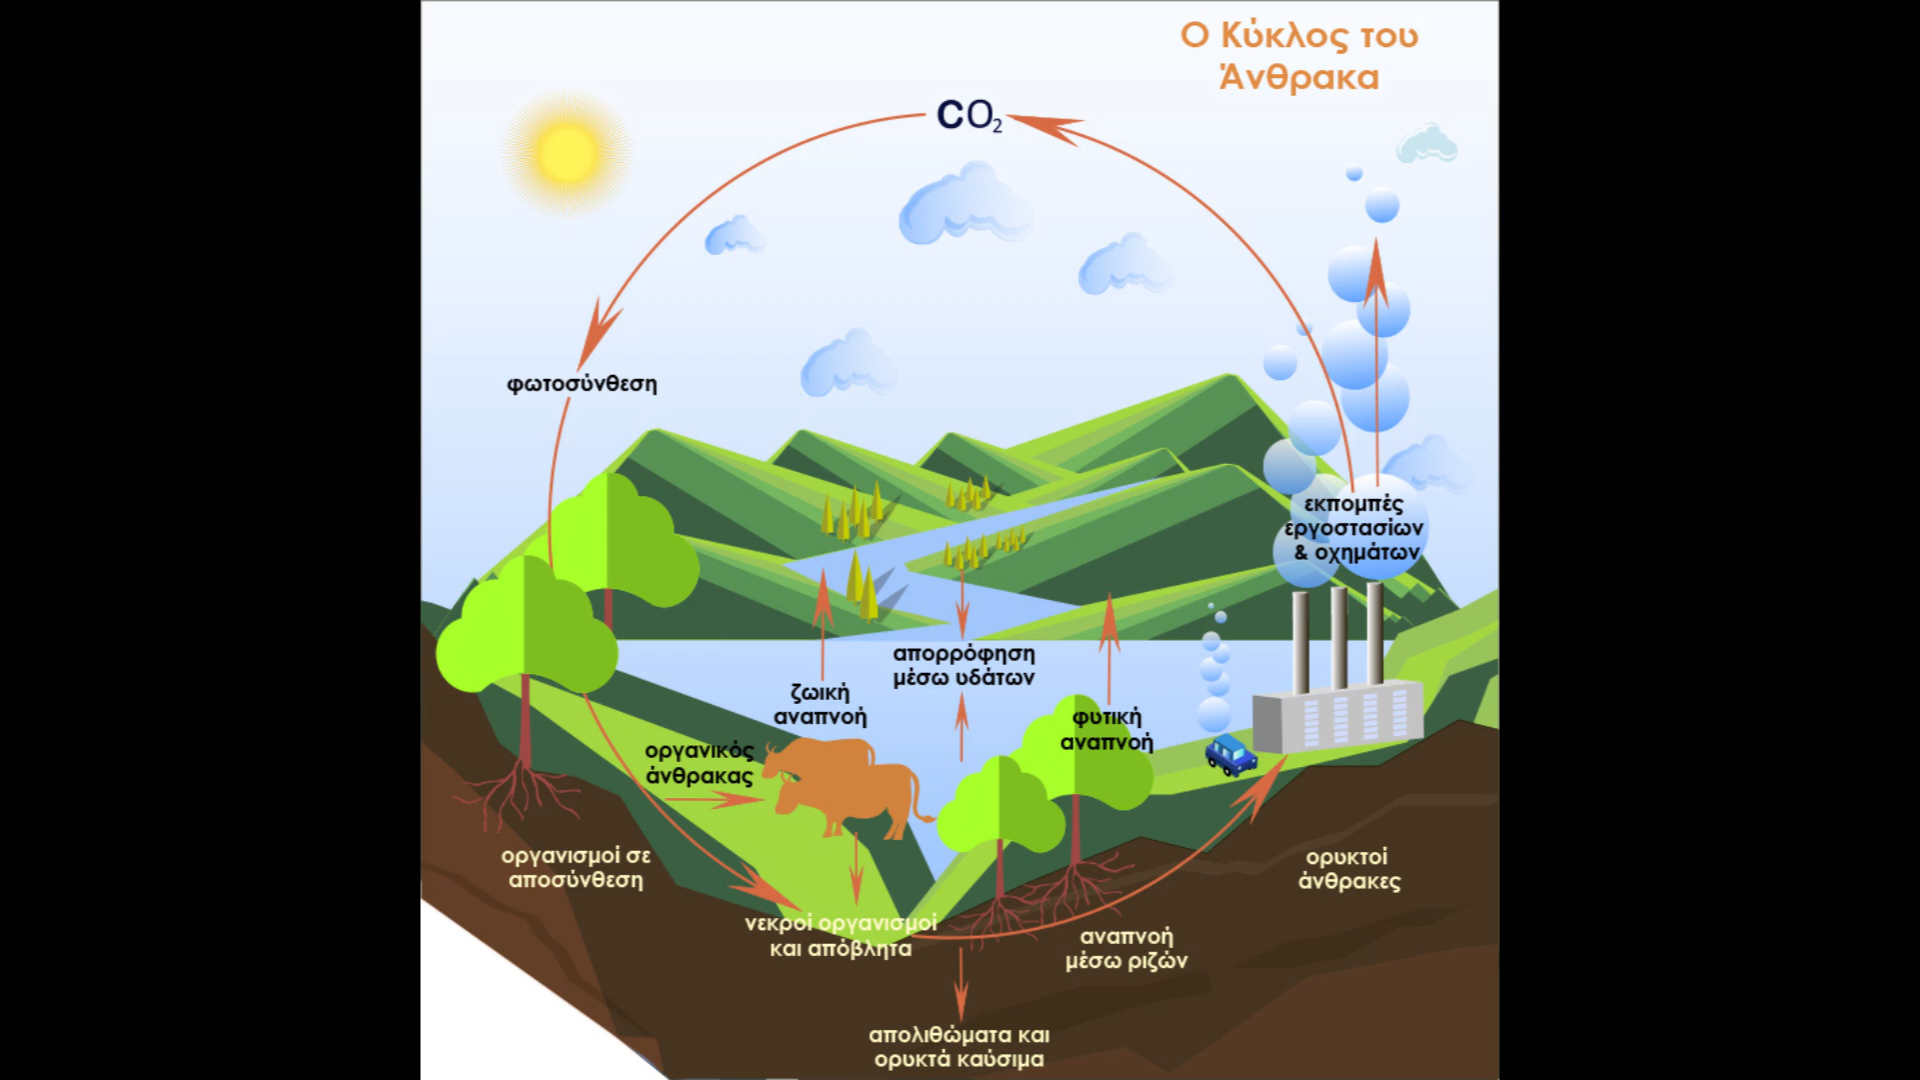 Ο Κύκλος του
Άνθρακα
CO₂
φωτοσύνθεση
εκπομπές
εργοστασίων
& οχημάτων
απορρόφηση
μέσω υδάτων
ζωική
αναπνοή
φυτική
αναπνοή
οργανικός
άνθρακας
οργανισμοί σε
αποσύνθεση
ορυκτοί
άνθρακες
νεκροί οργανισμοί
και απόβλητα
αναπνοή
μέσω ριζών
απολιθώματα και
ορυκτά καύσιμα